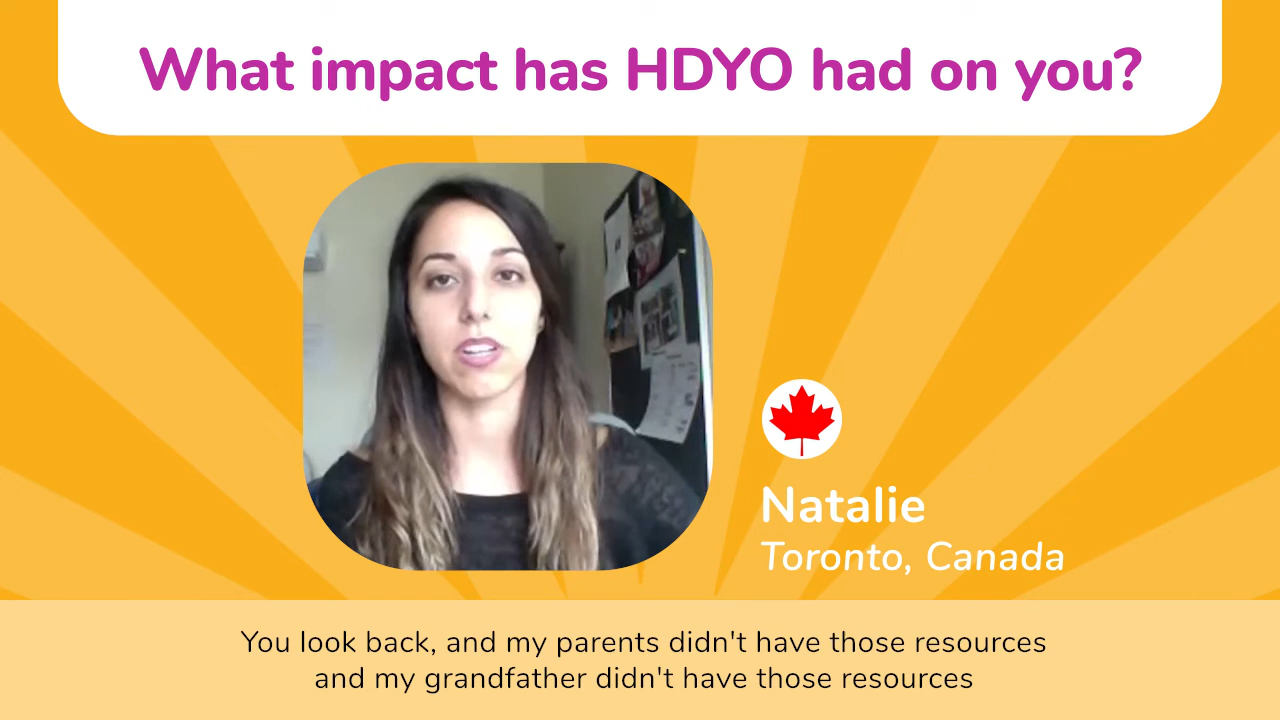 What impact has HDYO had on you?
Natalie
Toronto, Canada
You look back, and my parents didn't have those resources
and my grandfather didn't have those resources